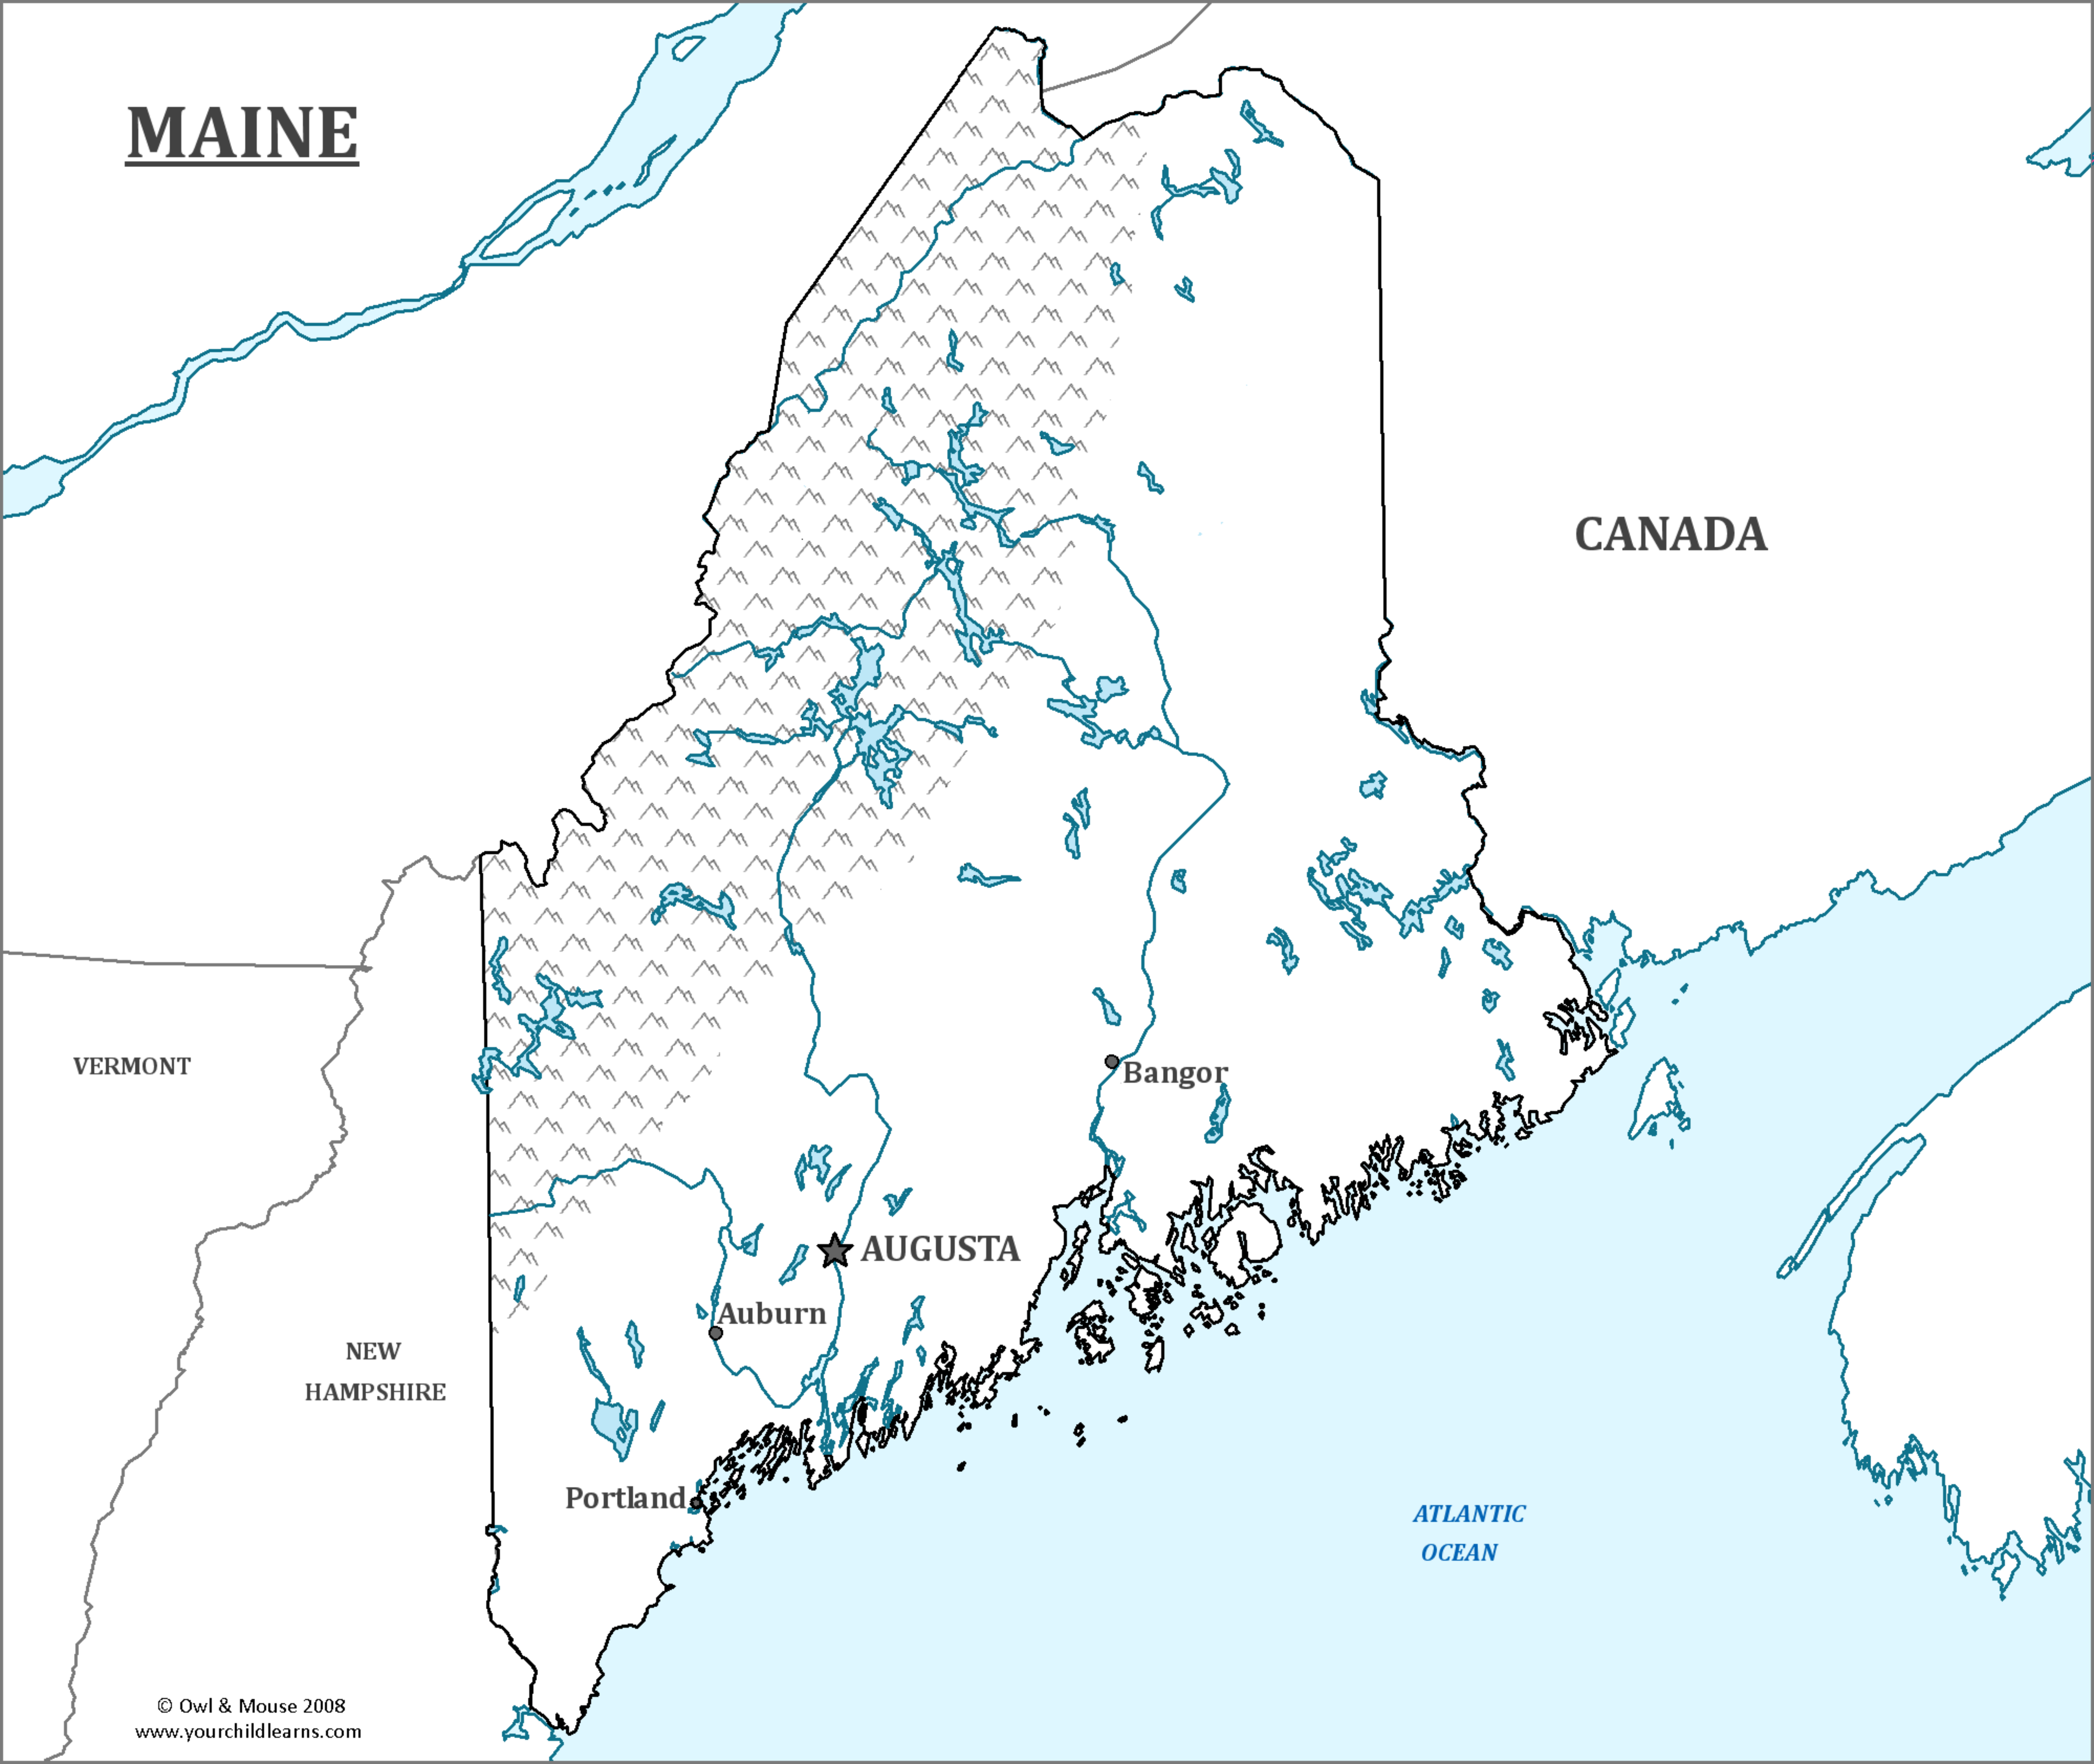 MAINE
CANADA
VERMONT
Bangor
AUGUSTA
Auburn
NEW
HAMPSHIRE
Portland
ATLANTIC
OCEAN
© Owl & Mouse 2008
www.yourchildlearns.com